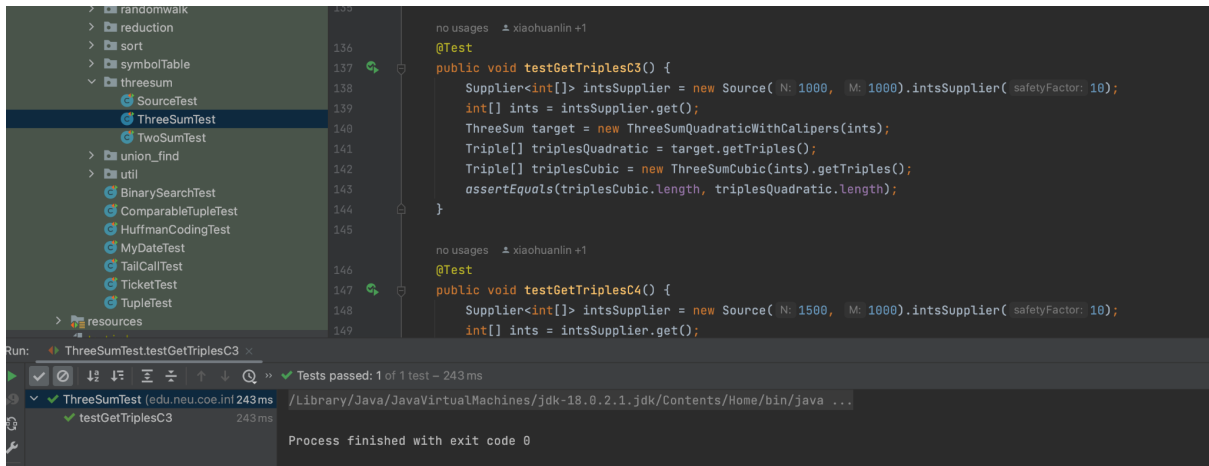 randomwalk
reduction
sort
symbolTable
threesum
SourceTest
ThreeSumTest
TwoSumTest
union_find
util
BinarySearchTest
ComparableTupleTest
HuffmanCodingTest
MyDateTest
TailCallTest
TicketTest
TupleTest
resources
135
no usages xiaohuanlin +1
136 @Test
137 public void testGetTriplesC3() {
138 Supplier<int[]> intsSupplier = new Source( N: 1000, M: 1000).intsSupplier( safetyFactor: 10);
139 int[] ints = intsSupplier.get();
140 ThreeSum target = new ThreeSumQuadraticWithCalipers(ints);
141 Triple[] triplesQuadratic = target.getTriples();
142 Triple[] triplesCubic = new ThreeSumCubic(ints).getTriples();
143 assertEquals(triplesCubic.length, triplesQuadratic.length);
144 }
145
no usages xiaohuanlin +1
146 @Test
147 public void testGetTriplesC4() {
148 Supplier<int[]> intsSupplier = new Source( N: 1500, M: 1000).intsSupplier( safetyFactor: 10);
149 int[] ints = intsSupplier.get();
Run: ThreeSumTest.testGetTriplesC3 ×
Tests passed: 1 of 1 test – 243 ms
ThreeSumTest (edu.neu.coe.inf 243 ms
testGetTriplesC3 243 ms
/Library/Java/JavaVirtualMachines/jdk-18.0.2.1.jdk/Contents/Home/bin/java ...
Process finished with exit code 0